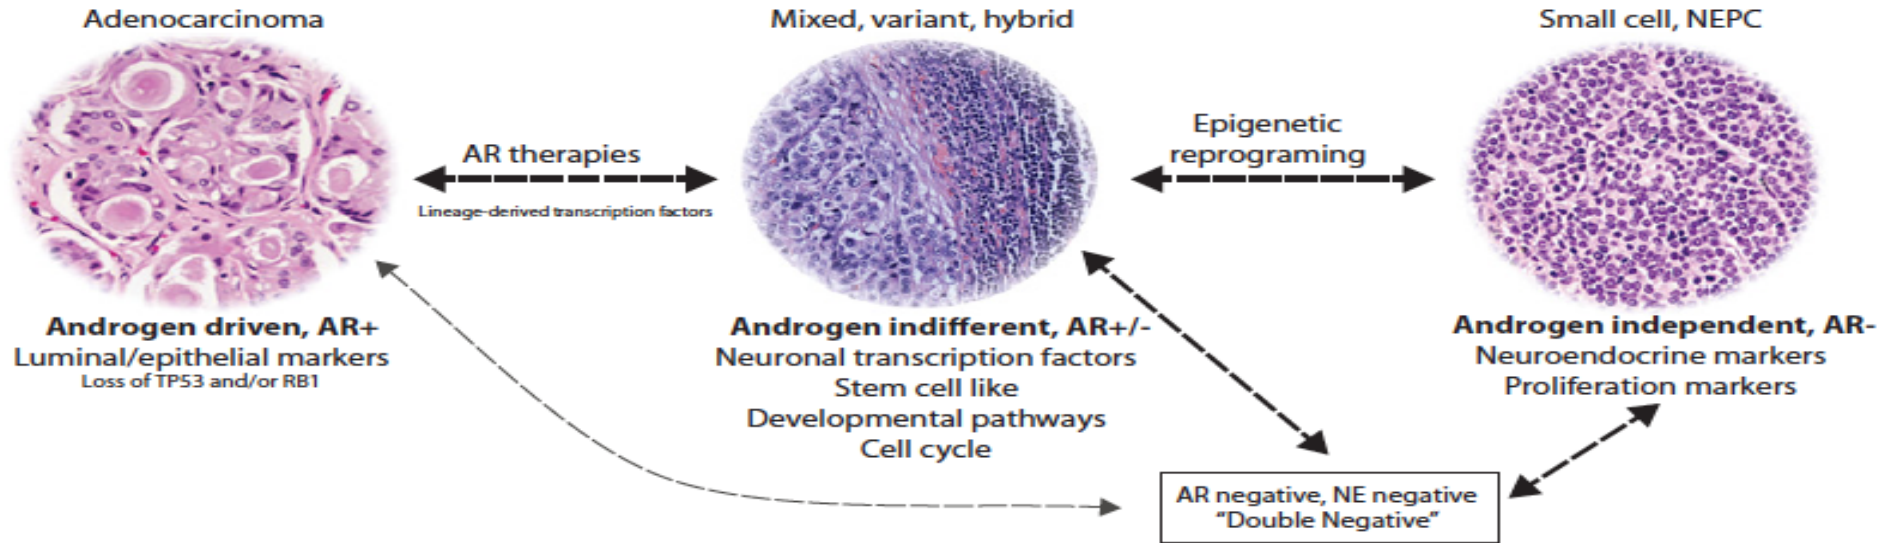 Adenocarcinoma
Mixed, variant, hybrid
Small cell, NEPC
AR therapies
Lineage-derived transcription factors
Epigenetic
reprograming
Androgen driven, AR+
Luminal/epithelial markers
Loss of TP53 and/or RB1
Androgen indifferent, AR+/-
Neuronal transcription factors
Stem cell like
Developmental pathways
Cell cycle
Androgen independent, AR-
Neuroendocrine markers
Proliferation markers
AR negative, NE negative
“Double Negative”